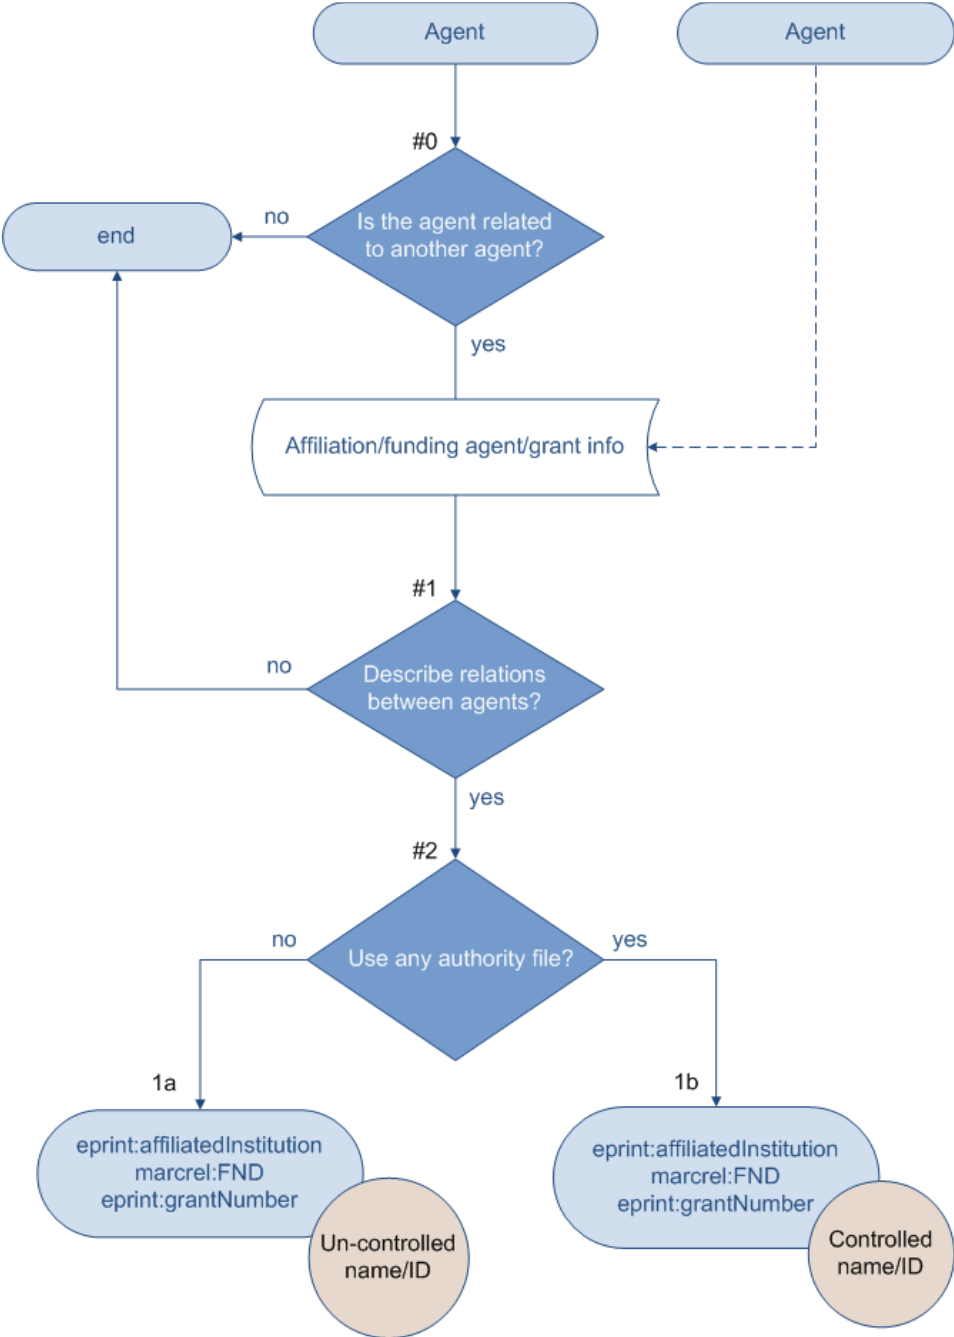 Agent
Agent
#0
Is the agent related
to another agent?
no
end
yes
Affiliation/funding agent/grant info
#1
Describe relations
between agents?
no
yes
#2
Use any authority file?
no
yes
1a
eprint:affiliatedInstitution
marcrel:FND
eprint:grantNumber
Un-controlled
name/ID
1b
eprint:affiliatedInstitution
marcrel:FND
eprint:grantNumber
Controlled
name/ID